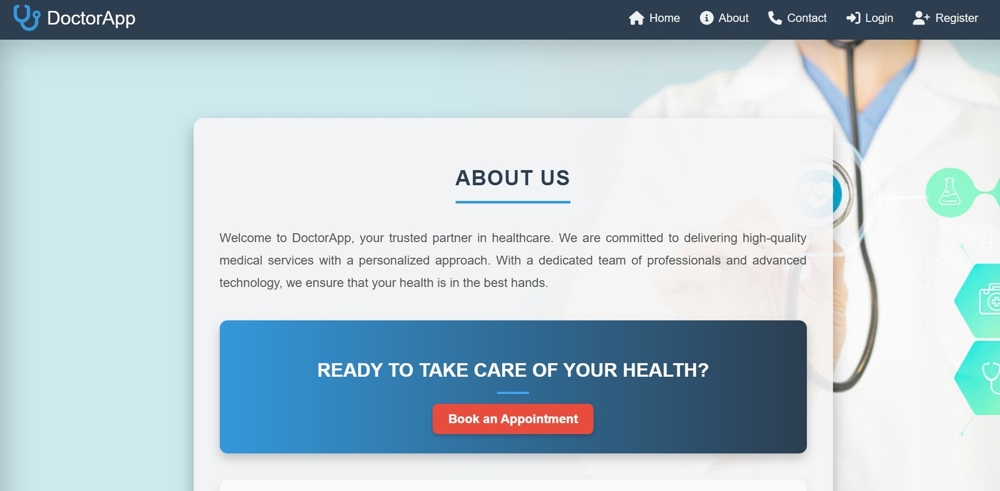 DoctorApp
Home
About
Contact
Login
Register
ABOUT US
Welcome to DoctorApp, your trusted partner in healthcare. We are committed to delivering high-quality
medical services with a personalized approach. With a dedicated team of professionals and advanced
technology, we ensure that your health is in the best hands.
READY TO TAKE CARE OF YOUR HEALTH?
Book an Appointment